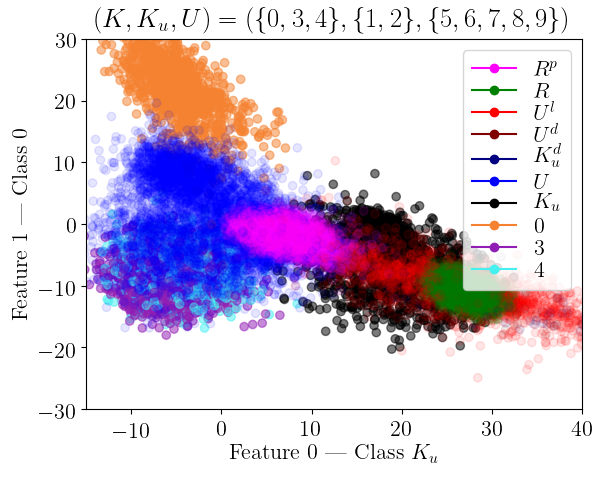 (K, K_u, U) = ({0, 3, 4}, {1, 2}, {5, 6, 7, 8, 9})
30
20
10
0
−10
−20
−30
Feature 1 — Class 0
R^p
R
U^l
U^d
K_u^d
U
K_u
0
3
4
−10
0
10
20
30
40
Feature 0 — Class K_u